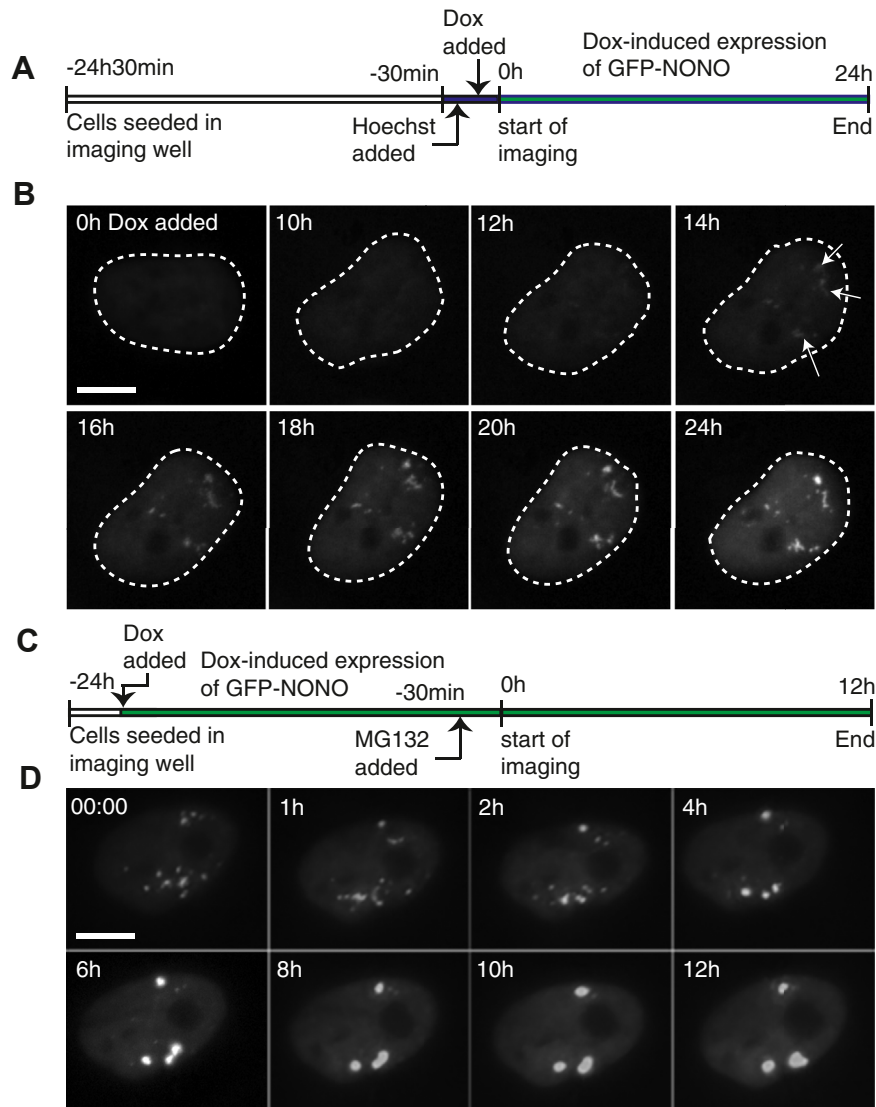 A
-24h30min
-30min
Dox
added
0h
Dox-induced expression
of GFP-NONO
24h
Cells seeded in
imaging well
Hoechst
added
start of
imaging
End
B
0h Dox added
10h
12h
14h
16h
18h
20h
24h
C
-24h
Dox
added
Dox-induced expression
of GFP-NONO
-30min
0h
12h
Cells seeded in
imaging well
MG132
added
start of
imaging
End
D
00:00
1h
2h
4h
6h
8h
10h
12h